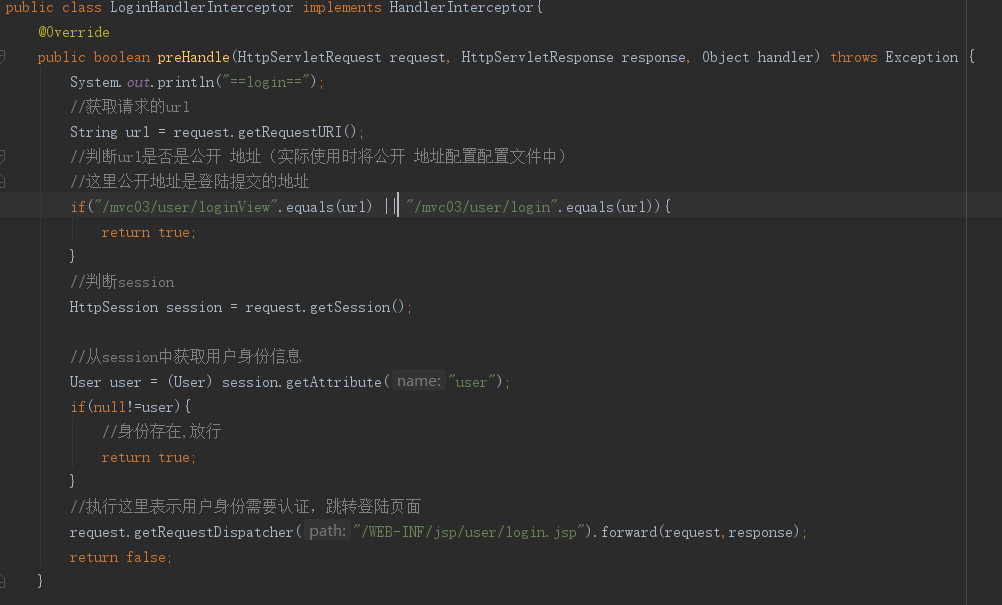 public class LoginHandlerInterceptor implements HandlerInterceptor{
@Override
public boolean preHandle(HttpServletRequest request, HttpServletResponse response, Object handler) throws Exception {
System.out.println("==login==");
//获取请求的url
String url = request.getRequestURI();
//判断url是否是公开 地址（实际使用时将公开 地址配置配置文件中）
//这里公开地址是登陆提交的地址
if("/mvc03/user/loginView".equals(url) || "/mvc03/user/login".equals(url)){
return true;
}
//判断session
HttpSession session = request.getSession();
//从session中获取用户身份信息
User user = (User) session.getAttribute( name: "user");
if(null!=user){
//身份存在,放行
return true;
}
//执行这里表示用户身份需要认证，跳转登陆页面
request.getRequestDispatcher( path: "/WEB-INF/jsp/user/login.jsp").forward(request,response);
return false;
}